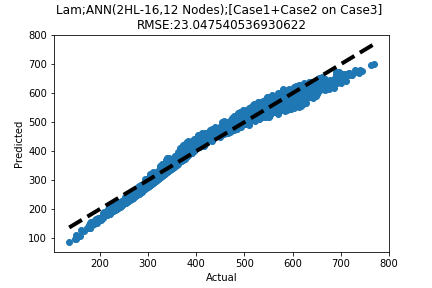 Lam;ANN(2HL-16,12 Nodes);[Case1+Case2 on Case3]
RMSE:23.047540536930622
800
700
600
500
400
300
200
100
Predicted
200 300 400 500 600 700 800
Actual